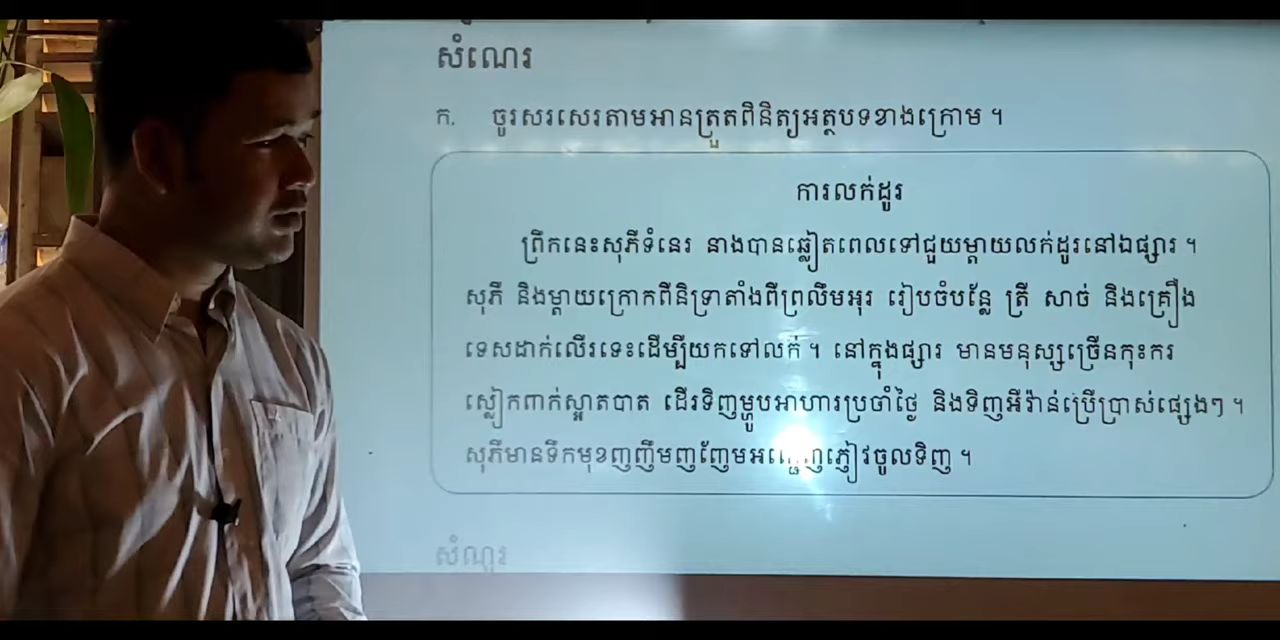 សំណេរ
ក. ចូរសរសេរតាមអានត្រួតពិនិត្យអត្ថបទខាងក្រោម ។
ការលក់ដូរ
ព្រឹកនេះសុភីទំនេរ នាងបានឆ្លៀតពេលទៅជួយម្ដាយលក់ដូរនៅឯផ្សារ ។
សុភី និងម្ដាយក្រោកពីនិទ្រាតាំងពីព្រលឹមអុរ រៀបចំបន្លែ ត្រី សាច់ និងគ្រឿង
ទេសដាក់លើរទេះដើម្បីយកទៅលក់ ។ នៅក្នុងផ្សារ មានមនុស្សច្រើនកុះករ
ស្លៀកពាក់ស្អាតបាត ដើរទិញម្ហូបអាហារប្រចាំថ្ងៃ និងទិញអីវ៉ាន់ប្រើប្រាស់ផ្សេងៗ ។
សុភីមានទឹកមុខញញឹមញញែមអញ្ជើញភ្ញៀវចូលទិញ ។
សំណួរ